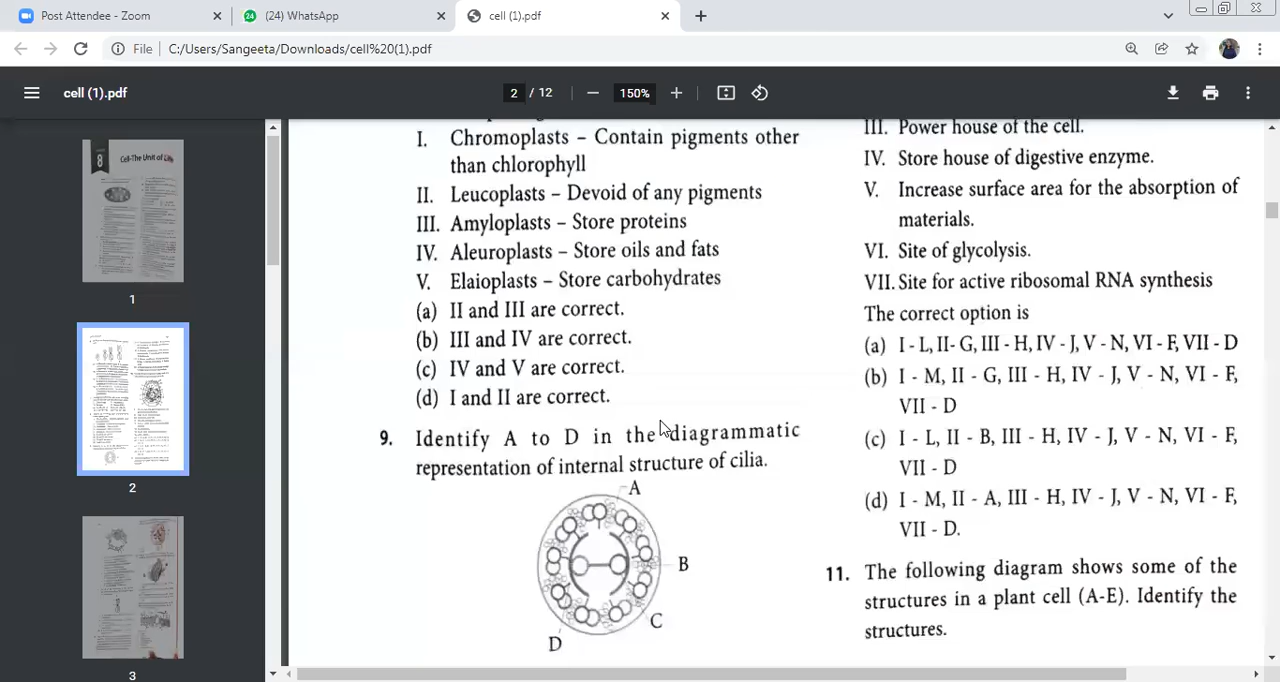 Post Attendee - Zoom
(24) WhatsApp
cell (1).pdf
File
C:/Users/Sangeeta/Downloads/cell%20(1).pdf
cell (1).pdf
2 / 12
150%
8
Cell-The Unit of Life
1
2
3
I. Chromoplasts – Contain pigments other
than chlorophyll
II. Leucoplasts – Devoid of any pigments
III. Amyloplasts – Store proteins
IV. Aleuroplasts – Store oils and fats
V. Elaioplasts – Store carbohydrates
(a) II and III are correct.
(b) III and IV are correct.
(c) IV and V are correct.
(d) I and II are correct.
9. Identify A to D in the diagrammatic
representation of internal structure of cilia.
A
B
C
D
III. Power house of the cell.
IV. Store house of digestive enzyme.
V. Increase surface area for the absorption of
materials.
VI. Site of glycolysis.
VII. Site for active ribosomal RNA synthesis
The correct option is
(a) I - L, II- G, III - H, IV - J, V - N, VI - F, VII - D
(b) I - M, II - G, III - H, IV - J, V - N, VI - F,
VII - D
(c) I - L, II - B, III - H, IV - J, V - N, VI - F,
VII - D
(d) I - M, II - A, III - H, IV - J, V - N, VI - F,
VII - D.
11. The following diagram shows some of the
structures in a plant cell (A-E). Identify the
structures.